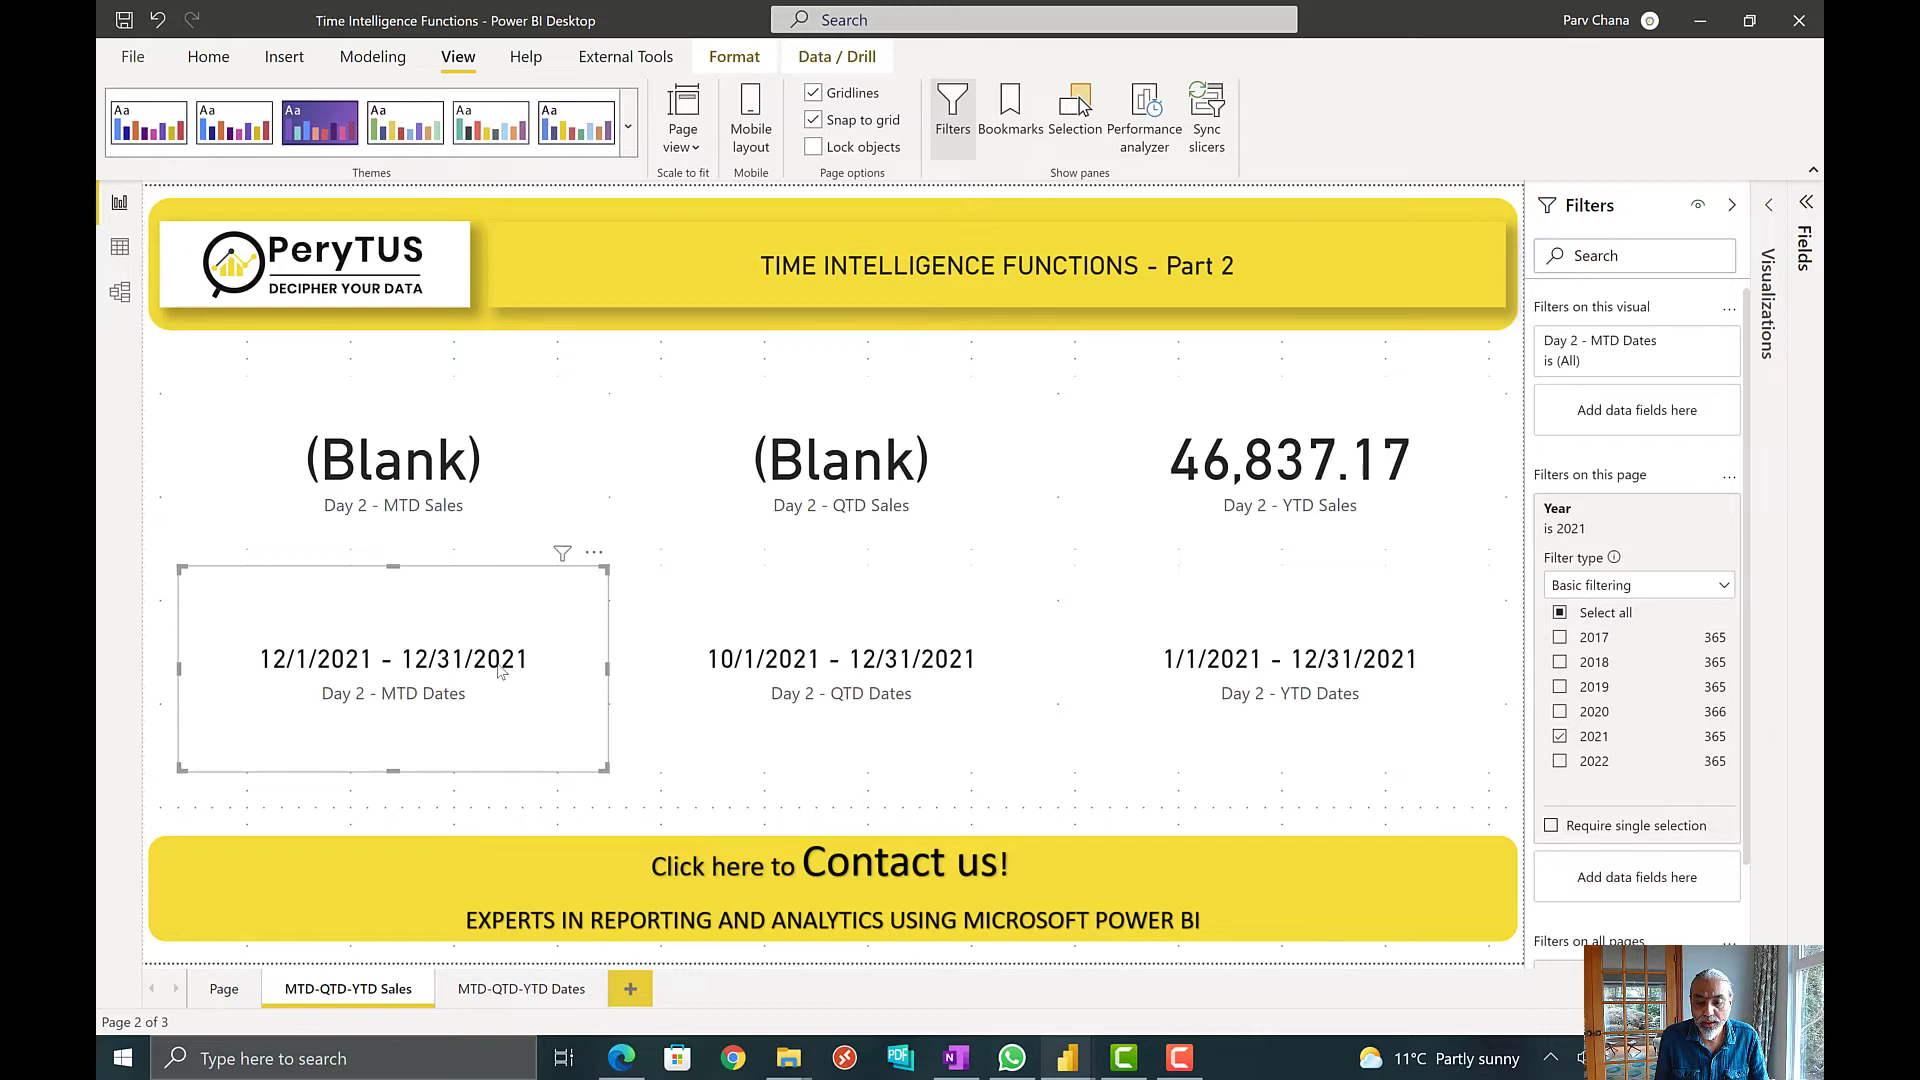 Time Intelligence Functions - Power BI Desktop
Search
Parv Chana
File
Home
Insert
Modeling
View
Help
External Tools
Format
Data / Drill
Aa
Aa
Aa
Aa
Aa
Aa
Page view
Mobile layout
Gridlines
Snap to grid
Lock objects
Filters
Bookmarks
Selection
Performance analyzer
Sync slicers
Themes
Scale to fit
Mobile
Page options
Show panes
PeryTUS
DECIPHER YOUR DATA
TIME INTELLIGENCE FUNCTIONS - Part 2
(Blank)
Day 2 - MTD Sales
(Blank)
Day 2 - QTD Sales
46,837.17
Day 2 - YTD Sales
12/1/2021 - 12/31/2021
Day 2 - MTD Dates
10/1/2021 - 12/31/2021
Day 2 - QTD Dates
1/1/2021 - 12/31/2021
Day 2 - YTD Dates
Click here to Contact us!
EXPERTS IN REPORTING AND ANALYTICS USING MICROSOFT POWER BI
Filters
Search
Filters on this visual
Day 2 - MTD Dates
is (All)
Add data fields here
Filters on this page
Year
is 2021
Filter type
Basic filtering
Select all
2017 365
2018 365
2019 365
2020 366
2021 365
2022 365
Require single selection
Add data fields here
Filters on all pages
Visualizations
Fields
Page
MTD-QTD-YTD Sales
MTD-QTD-YTD Dates
Page 2 of 3
Type here to search
PDF
N
11°C Partly sunny